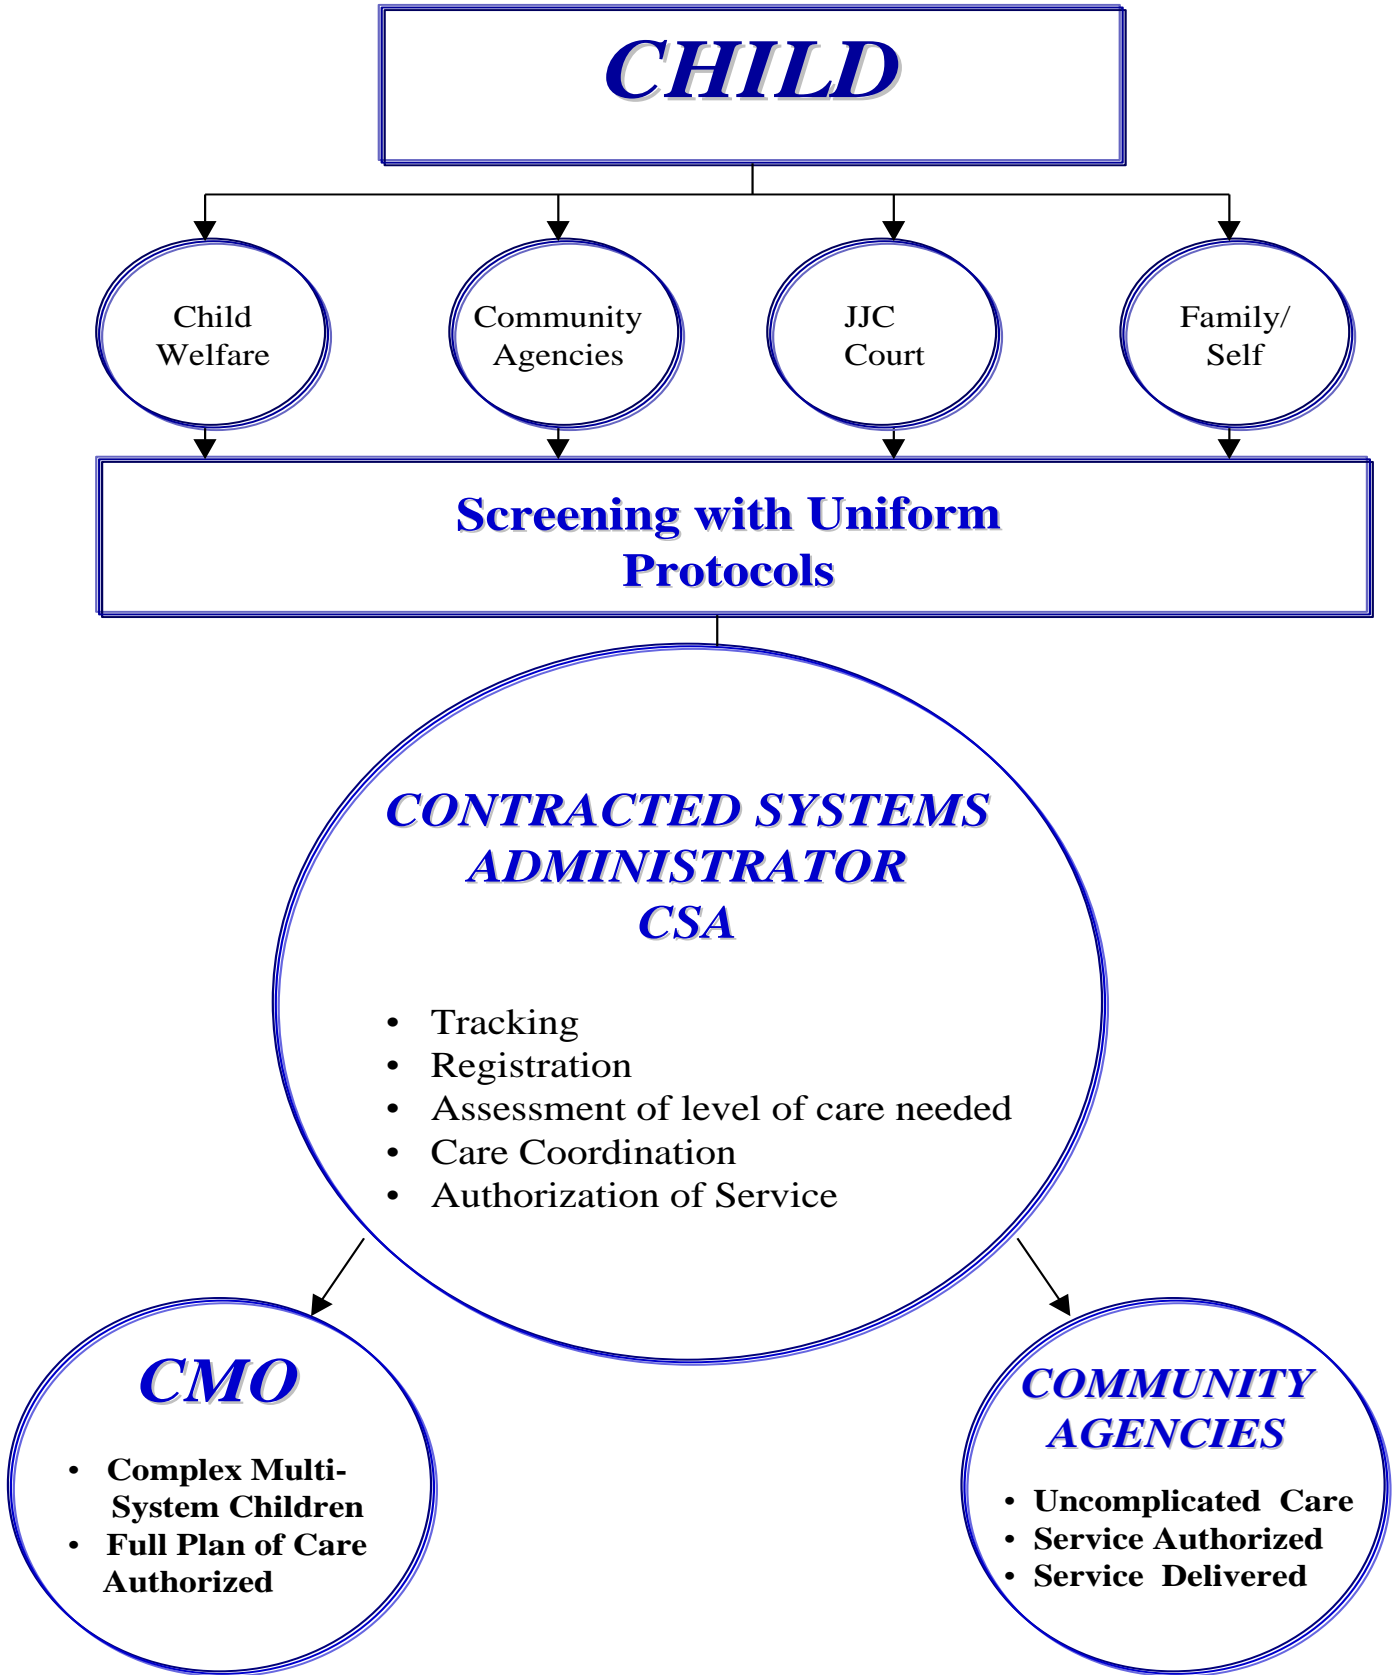 CHILD
Child
Welfare
Community
Agencies
JJC
Court
Family/
Self
Screening with Uniform
Protocols
CONTRACTED SYSTEMS
ADMINISTRATOR
CSA
• Tracking
• Registration
• Assessment of level of care needed
• Care Coordination
• Authorization of Service
CMO
• Complex Multi-
System Children
• Full Plan of Care
Authorized
COMMUNITY
AGENCIES
• Uncomplicated Care
• Service Authorized
• Service Delivered